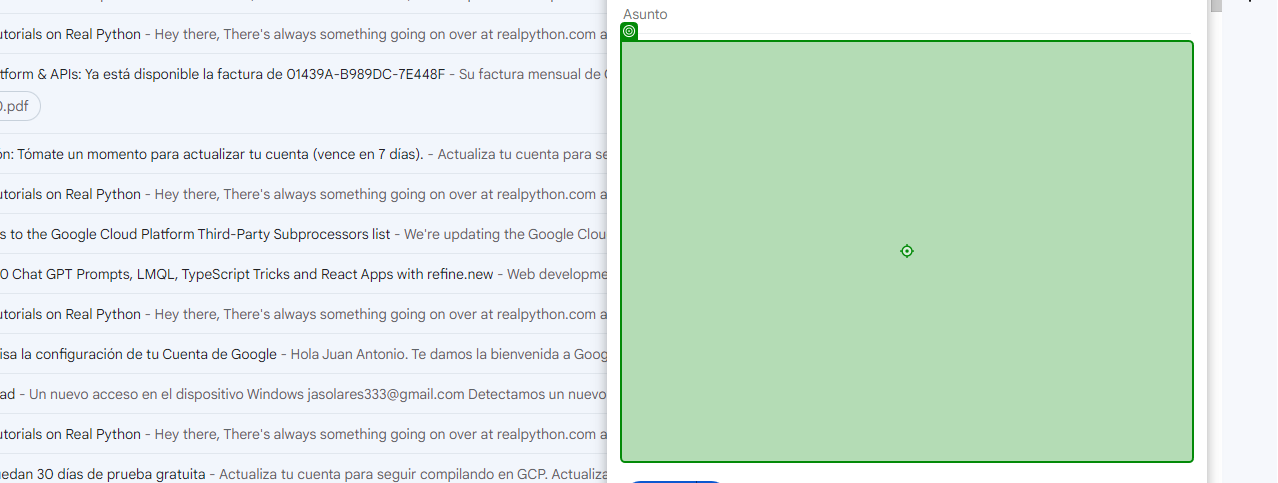 Asunto
utorials on Real Python - Hey there, There's always something going on over at realpython.com a
tform & APIs: Ya está disponible la factura de 01439A-B989DC-7E448F - Su factura mensual de
0.pdf
ón: Tómate un momento para actualizar tu cuenta (vence en 7 días). - Actualiza tu cuenta para se
utorials on Real Python - Hey there, There's always something going on over at realpython.com a
s to the Google Cloud Platform Third-Party Subprocessors list - We're updating the Google Clou
0 Chat GPT Prompts, LMQL, TypeScript Tricks and React Apps with refine.new - Web developme
utorials on Real Python - Hey there, There's always something going on over at realpython.com a
isa la configuración de tu Cuenta de Google - Hola Juan Antonio. Te damos la bienvenida a Goog
ad - Un nuevo acceso en el dispositivo Windows jasolares333@gmail.com Detectamos un nuevo
utorials on Real Python - Hey there, There's always something going on over at realpython.com a
uedan 30 días de prueba gratuita - Actualiza tu cuenta para seguir compilando en GCP. Actualiza